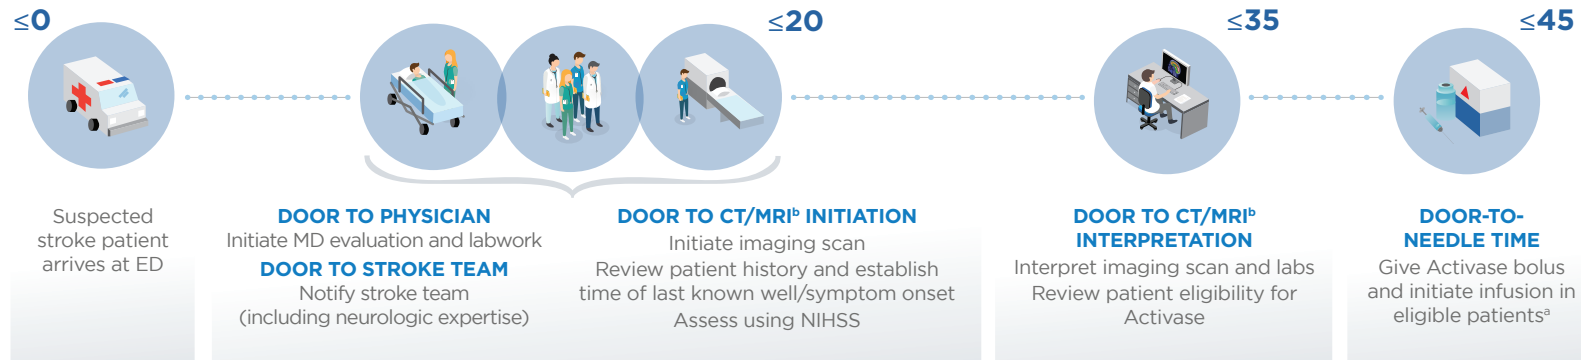 ≤0
≤20
≤35
≤45
Suspected
stroke patient
arrives at ED
DOOR TO PHYSICIAN
Initiate MD evaluation and labwork
DOOR TO STROKE TEAM
Notify stroke team
(including neurologic expertise)
DOOR TO CT/MRIᵇ INITIATION
Initiate imaging scan
Review patient history and establish
time of last known well/symptom onset
Assess using NIHSS
DOOR TO CT/MRIᵇ
INTERPRETATION
Interpret imaging scan and labs
Review patient eligibility for
Activase
DOOR-TO-
NEEDLE TIME
Give Activase bolus
and initiate infusion in
eligible patientsᵃ